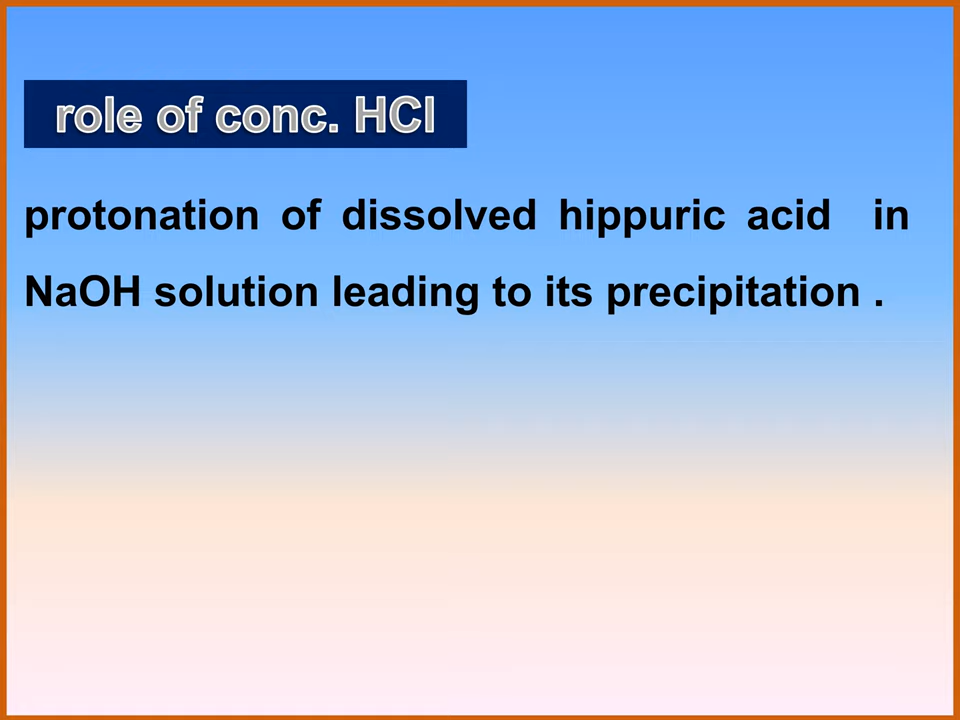 role of conc. HCl
protonation of dissolved hippuric acid in
NaOH solution leading to its precipitation .